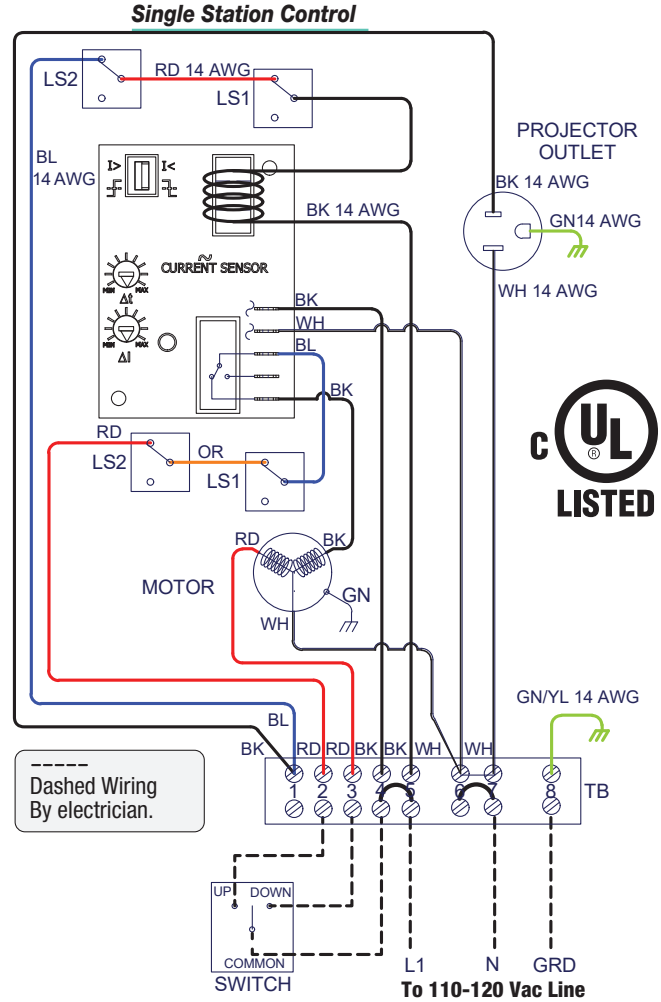 Single Station Control
LS2
RD 14 AWG
LS1
PROJECTOR
OUTLET
BL
14 AWG
I>
I<
BK 14 AWG
BK 14 AWG
GN14 AWG
~
CURRENT SENSOR
WH 14 AWG
MIN
MAX
Δt
MIN
MAX
ΔI
BK
WH
BL
BK
RD
LS2
OR
LS1
C
UL
®
LISTED
RD
BK
MOTOR
GN
WH
GN/YL 14 AWG
BL
BK
RD
RD
BK
BK
WH
WH
1
2
3
4
5
6
7
8
TB
Dashed Wiring
By electrician.
UP
DOWN
COMMON
SWITCH
L1
N
GRD
To 110-120 Vac Line